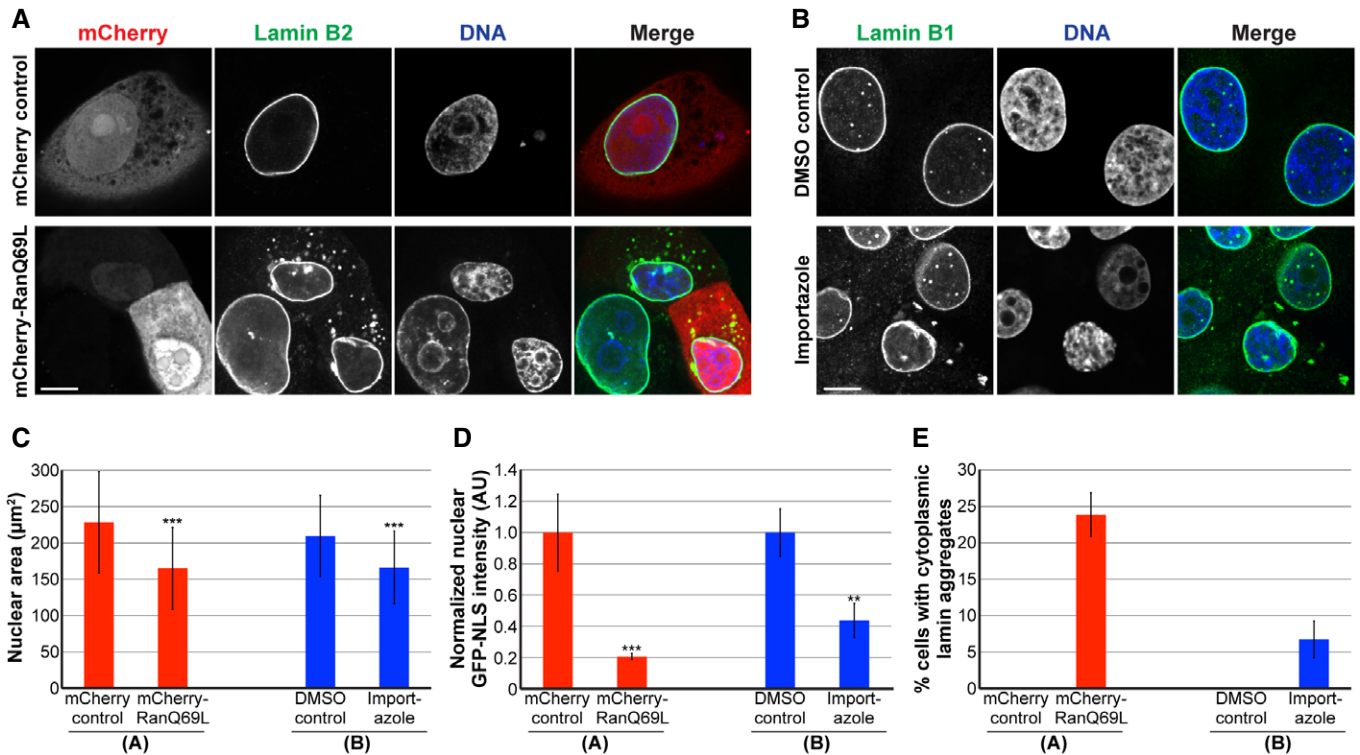 A
mCherry Lamin B2 DNA Merge
mCherry control
mCherry-RanQ69L
B
Lamin B1 DNA Merge
DMSO control
Importazole
C
Nuclear area (µm²)
300
250
200
150
100
50
0
***
***
mCherry control
mCherry-RanQ69L
DMSO control
Import-azole
(A)
(B)
D
Normalized nuclear
GFP-NLS intensity (AU)
1.4
1.2
1.0
0.8
0.6
0.4
0.2
0
***
**
mCherry control
mCherry-RanQ69L
DMSO control
Import-azole
(A)
(B)
E
% cells with cytoplasmic
lamin aggregates
30
25
20
15
10
5
0
mCherry control
mCherry-RanQ69L
DMSO control
Import-azole
(A)
(B)